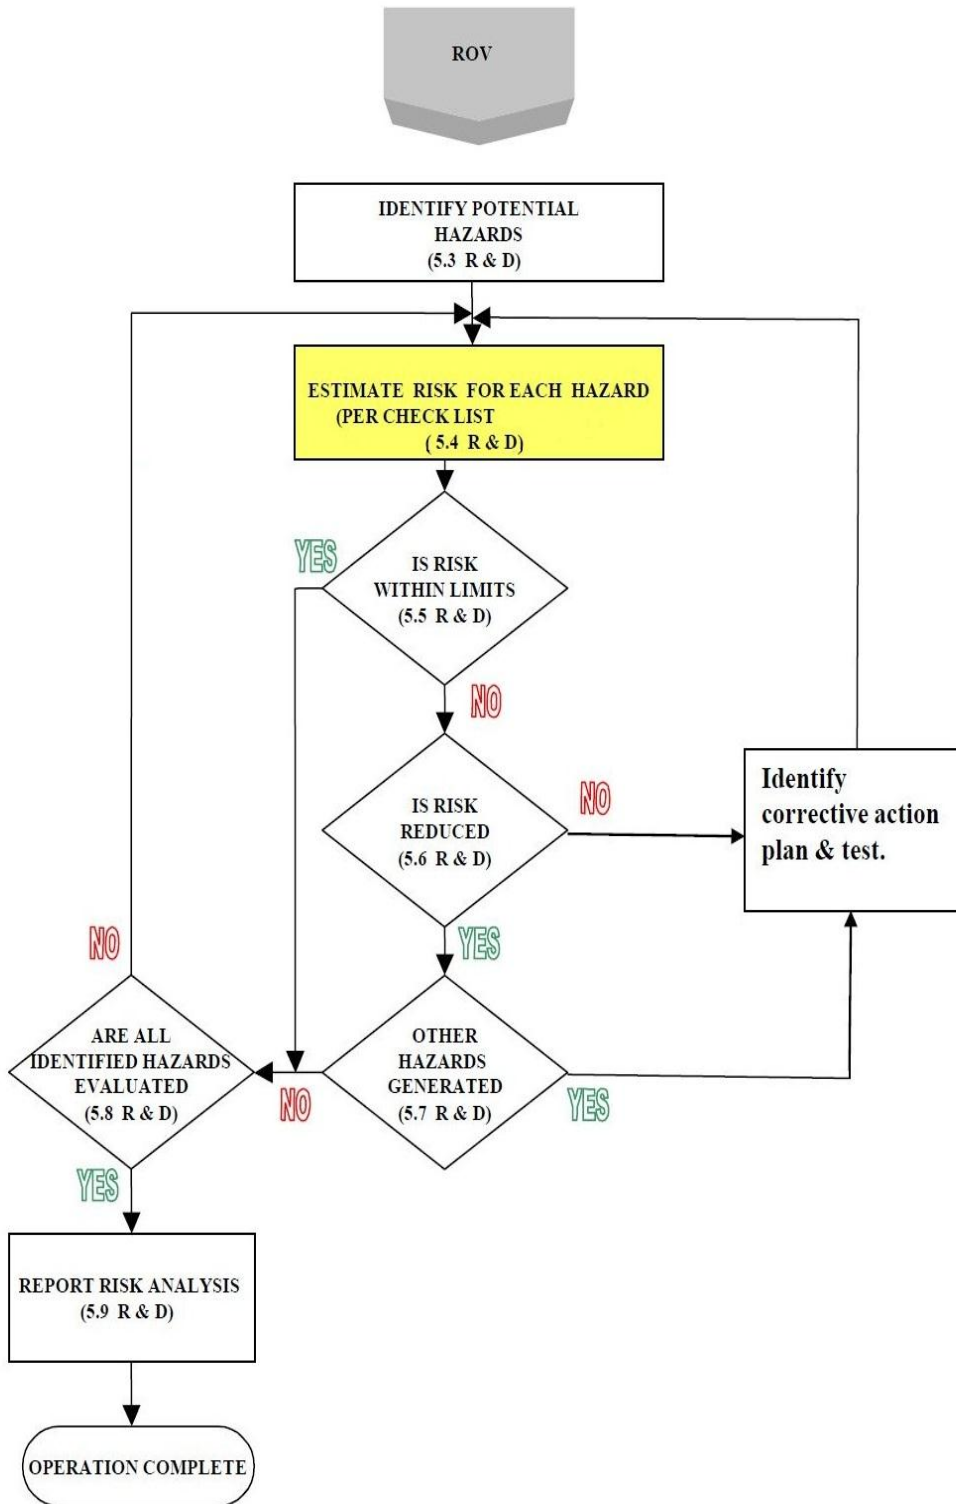 ROV
IDENTIFY POTENTIAL
HAZARDS
(5.3 R & D)
ESTIMATE RISK FOR EACH HAZARD
(PER CHECK LIST
( 5.4 R & D)
YES
IS RISK
WITHIN LIMITS
(5.5 R & D)
NO
IS RISK
REDUCED
(5.6 R & D)
NO
Identify
corrective action
plan & test.
YES
NO
ARE ALL
IDENTIFIED HAZARDS
EVALUATED
(5.8 R & D)
NO
OTHER
HAZARDS
GENERATED
(5.7 R & D)
YES
YES
REPORT RISK ANALYSIS
(5.9 R & D)
OPERATION COMPLETE